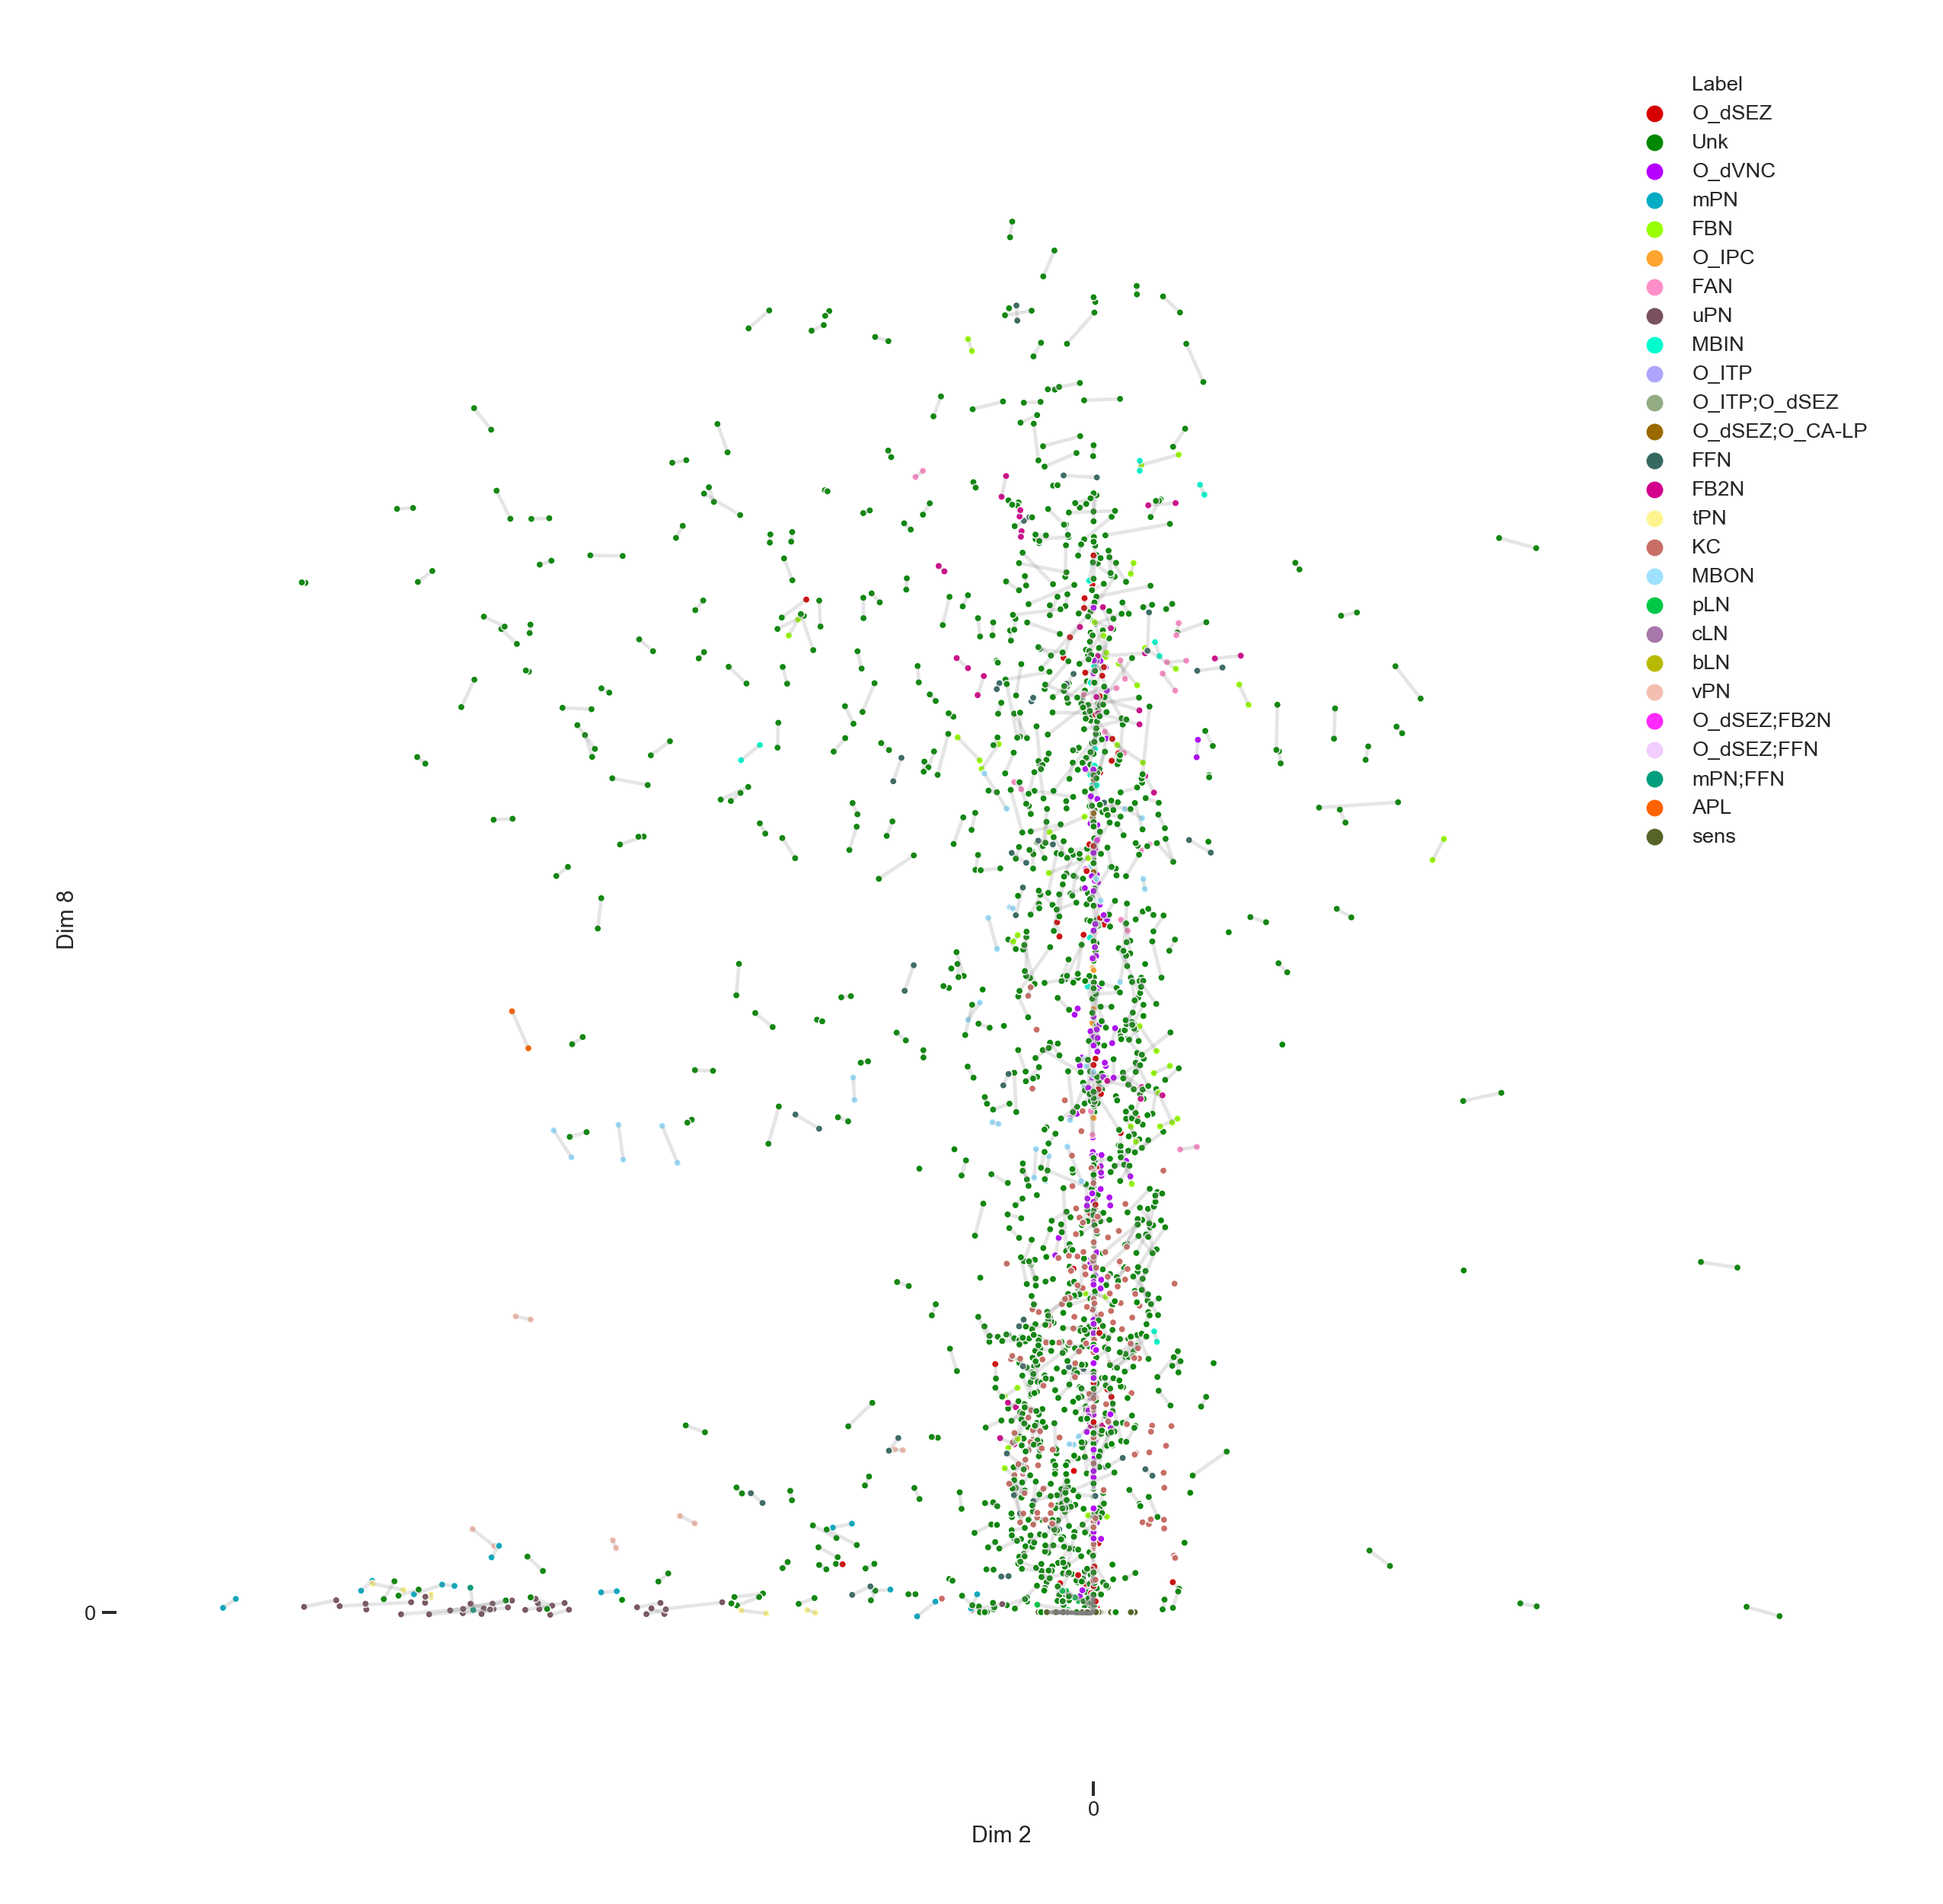 Label
O_dSEZ
Unk
O_dVNC
mPN
FBN
O_IPC
FAN
uPN
MBIN
O_ITP
O_ITP;O_dSEZ
O_dSEZ;O_CA-LP
FFN
FB2N
tPN
KC
MBON
pLN
cLN
bLN
vPN
O_dSEZ;FB2N
O_dSEZ;FFN
mPN;FFN
APL
sens
Dim 8
0
0
Dim 2